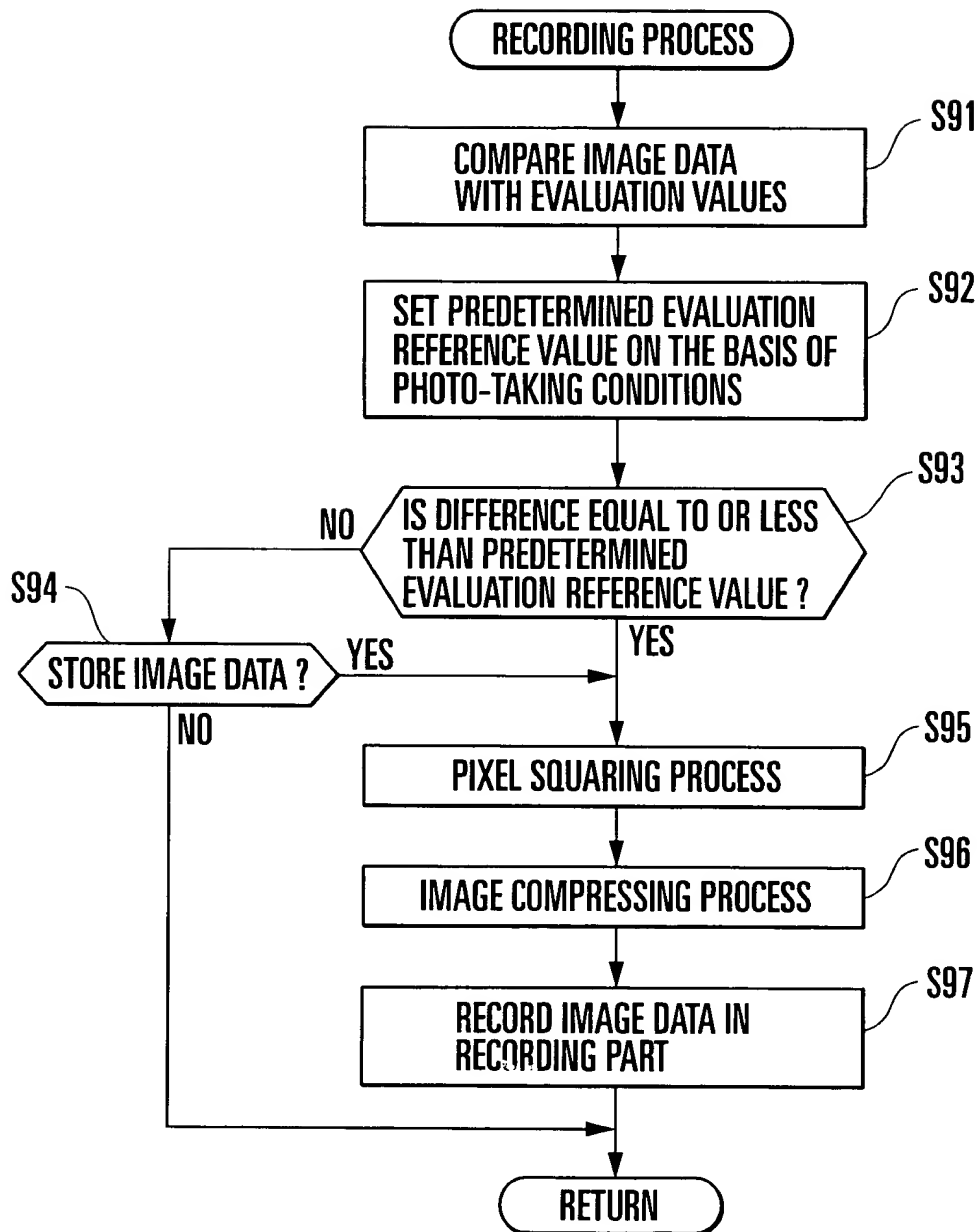 RECORDING PROCESS
S91
COMPARE IMAGE DATA
WITH EVALUATION VALUES
S92
SET PREDETERMINED EVALUATION
REFERENCE VALUE ON THE BASIS OF
PHOTO-TAKING CONDITIONS
S93
IS DIFFERENCE EQUAL TO OR LESS
THAN PREDETERMINED
EVALUATION REFERENCE VALUE ?
NO
YES
S94
STORE IMAGE DATA ?
YES
NO
S95
PIXEL SQUARING PROCESS
S96
IMAGE COMPRESSING PROCESS
S97
RECORD IMAGE DATA IN
RECORDING PART
RETURN